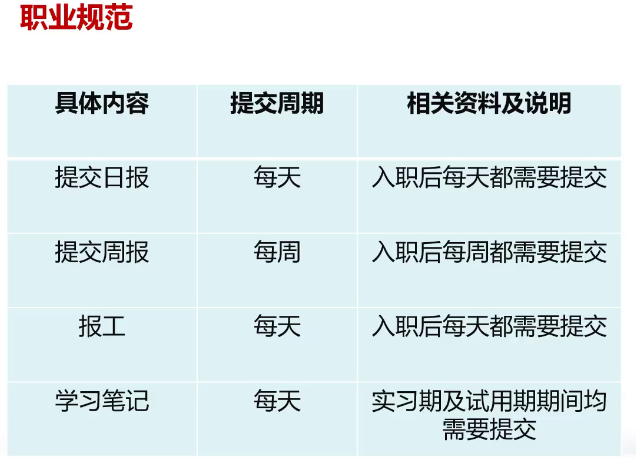 职业规范
具体内容 提交周期 相关资料及说明
提交日报 每天 入职后每天都需要提交
提交周报 每周 入职后每周都需要提交
报工 每天 入职后每天都需要提交
学习笔记 每天 实习期及试用期期间均
需要提交